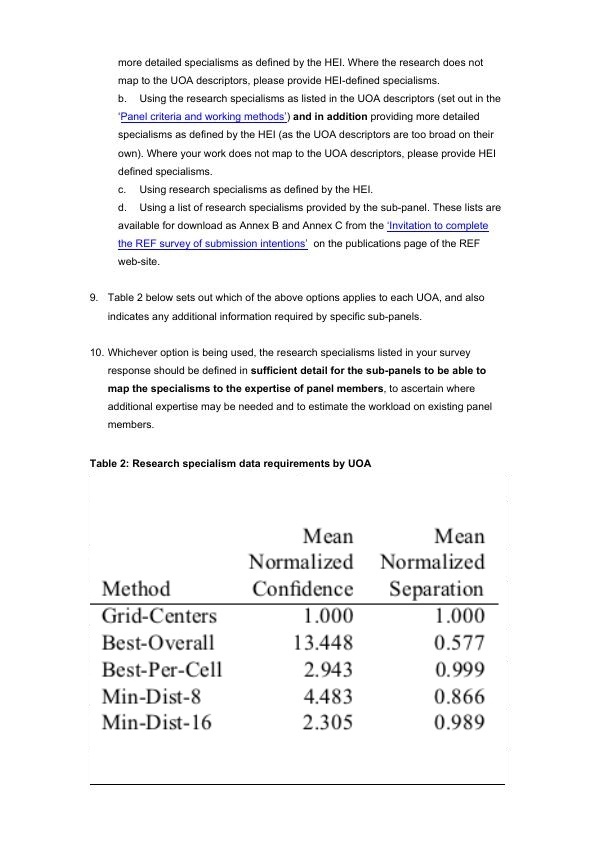 more detailed specialisms as defined by the HEI. Where the research does not
map to the UOA descriptors, please provide HEI-defined specialisms.
b. Using the research specialisms as listed in the UOA descriptors (set out in the
‘Panel criteria and working methods’) and in addition providing more detailed
specialisms as defined by the HEI (as the UOA descriptors are too broad on their
own). Where your work does not map to the UOA descriptors, please provide HEI
defined specialisms.
c. Using research specialisms as defined by the HEI.
d. Using a list of research specialisms provided by the sub-panel. These lists are
available for download as Annex B and Annex C from the ‘Invitation to complete
the REF survey of submission intentions’ on the publications page of the REF
web-site.
9. Table 2 below sets out which of the above options applies to each UOA, and also
indicates any additional information required by specific sub-panels.
10. Whichever option is being used, the research specialisms listed in your survey
response should be defined in sufficient detail for the sub-panels to be able to
map the specialisms to the expertise of panel members, to ascertain where
additional expertise may be needed and to estimate the workload on existing panel
members.
Table 2: Research specialism data requirements by UOA
Mean Mean
Normalized Normalized
Method Confidence Separation
Grid-Centers 1.000 1.000
Best-Overall 13.448 0.577
Best-Per-Cell 2.943 0.999
Min-Dist-8 4.483 0.866
Min-Dist-16 2.305 0.989